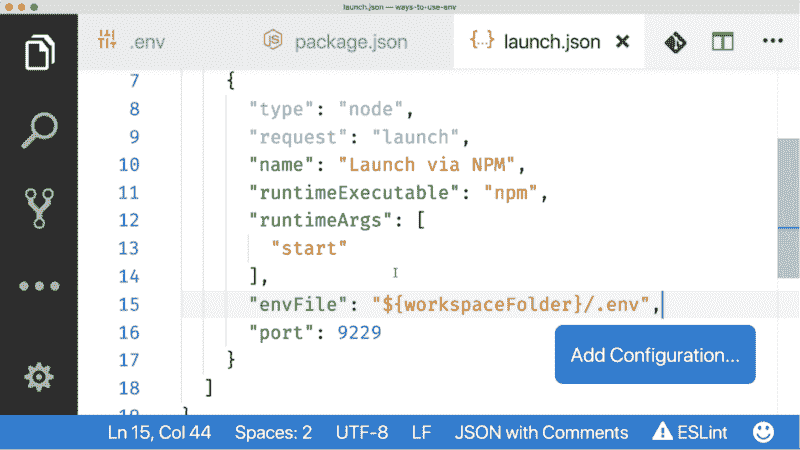 launch.json — ways-to-use-env
.env
package.json
{..} launch.json
7 {
8 "type": "node",
9 "request": "launch",
10 "name": "Launch via NPM",
11 "runtimeExecutable": "npm",
12 "runtimeArgs": [
13 "start"
14 ],
15 "envFile": "${workspaceFolder}/.env",
16 "port": 9229
17 }
18 ]
19 }
Add Configuration...
Ln 15, Col 44 Spaces: 2 UTF-8 LF JSON with Comments ESLint